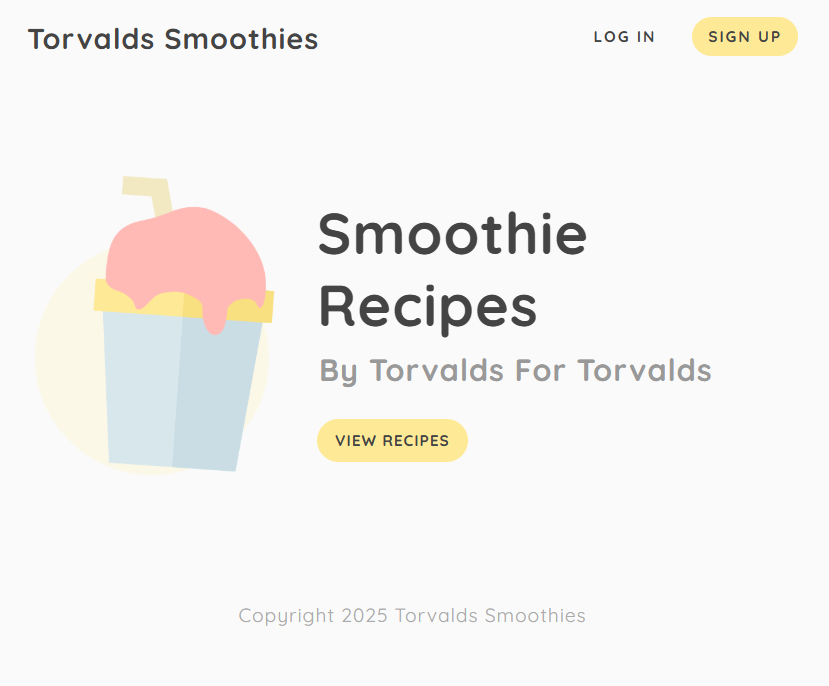 Torvalds Smoothies
LOG IN
SIGN UP
Smoothie
Recipes
By Torvalds For Torvalds
VIEW RECIPES
Copyright 2025 Torvalds Smoothies